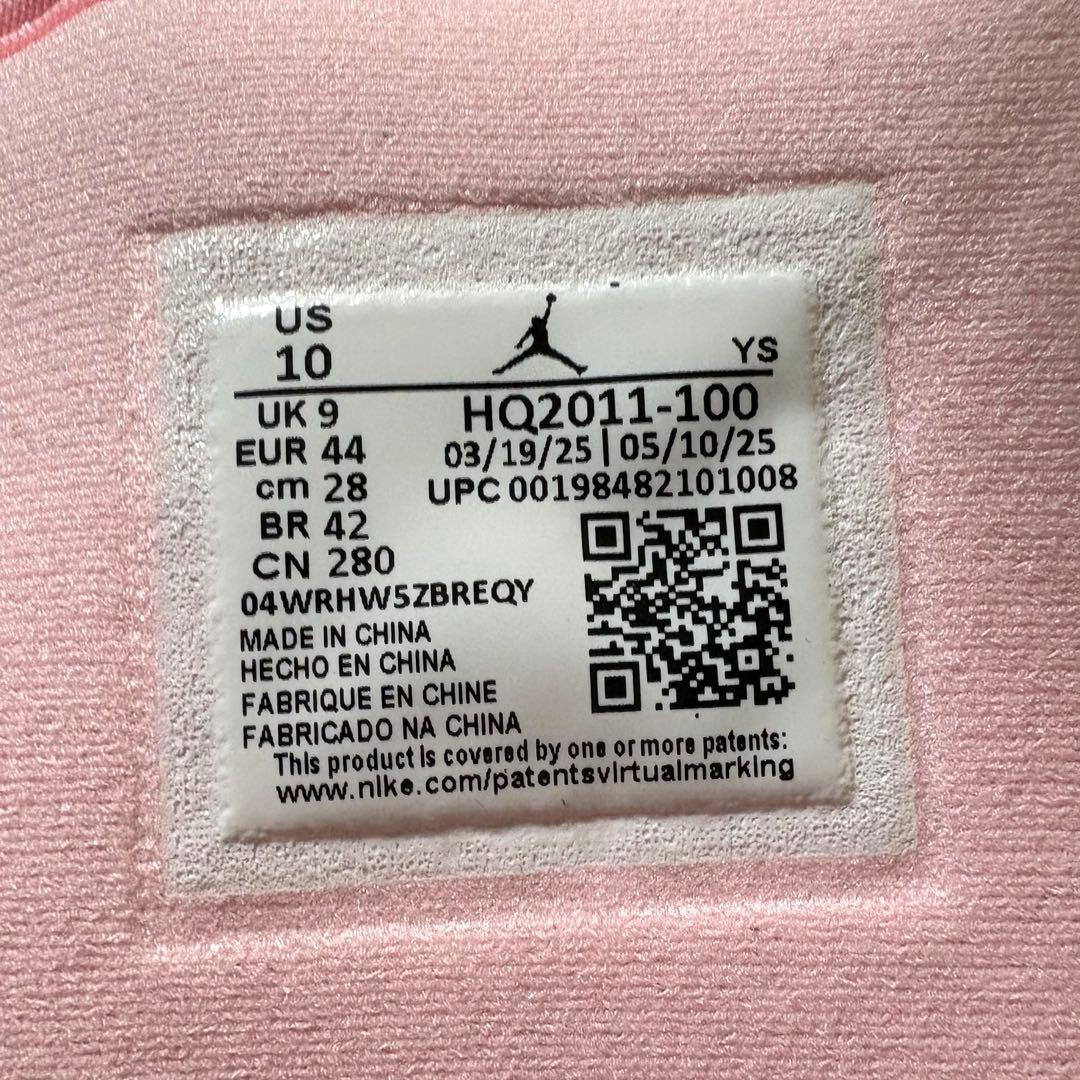 US
10
YS
UK 9
HQ2011-100
EUR 44
03/19/25 | 05/10/25
cm 28
UPC 00198482101008
BR 42
CN 280
04WRHW5ZBREQY
MADE IN CHINA
HECHO EN CHINA
FABRIQUE EN CHINE
FABRICADO NA CHINA
This product is covered by one or more patents:
www.nike.com/patentsvirtualmarking